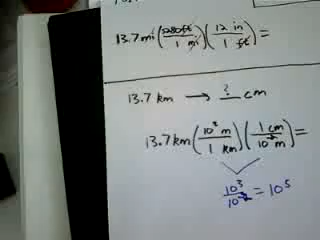 13.7 mi (5280 ft / 1 mi) (12 in / 1 ft) =
13.7 km → ? cm
13.7 km (10³ m / 1 km) (1 cm / 10⁻² m) =
10³ / 10⁻² = 10⁵